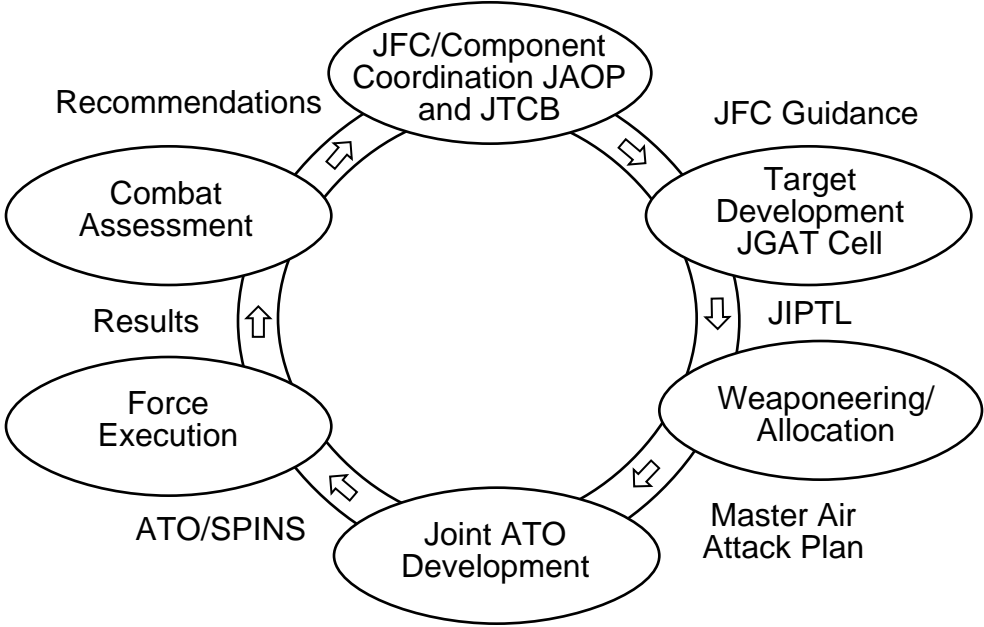 JFC/Component
Coordination JAOP
and JTCB
Recommendations
JFC Guidance
Combat
Assessment
Target
Development
JGAT Cell
Results
JIPTL
Force
Execution
Weaponeering/
Allocation
ATO/SPINS
Joint ATO
Development
Master Air
Attack Plan